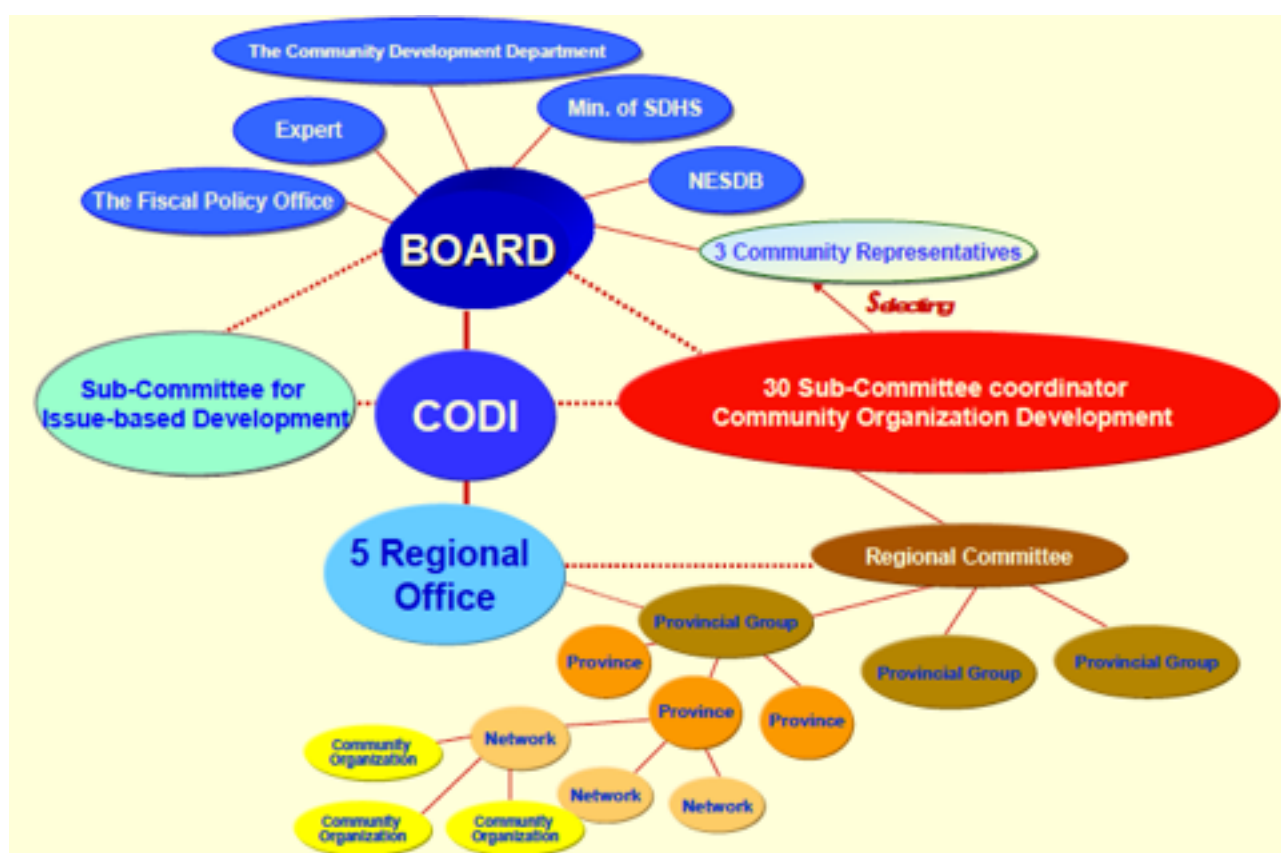 The Community Development Department
Min. of SDHS
Expert
NESDB
The Fiscal Policy Office
BOARD
3 Community Representatives
Selecting
Sub-Committee for
Issue-based Development
CODI
30 Sub-Committee coordinator
Community Organization Development
5 Regional
Office
Regional Committee
Provincial Group
Provincial Group
Provincial Group
Province
Province
Province
Network
Community
Organization
Network
Network
Community
Organization
Community
Organization